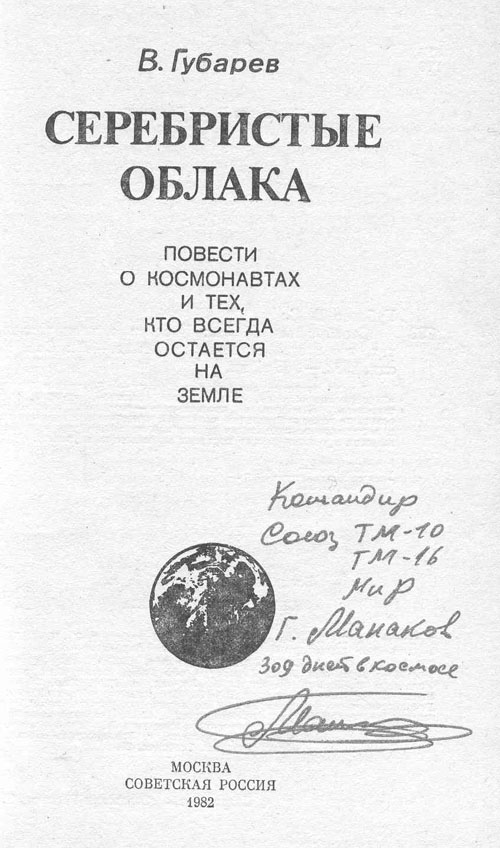 В. Губарев
СЕРЕБРИСТЫЕ
ОБЛАКА
ПОВЕСТИ
О КОСМОНАВТАХ
И ТЕХ,
КТО ВСЕГДА
ОСТАЕТСЯ
НА
ЗЕМЛЕ
Командир
Союз ТМ-10
ТМ-16
Мир
Г. Манаков
309 дней в космосе
МОСКВА
СОВЕТСКАЯ РОССИЯ
1982